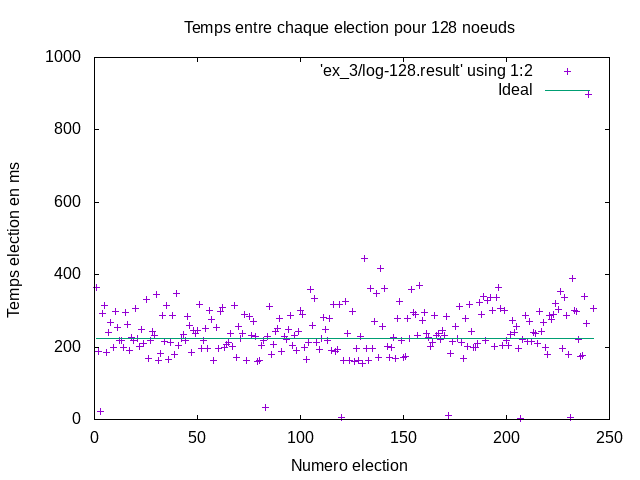 Temps entre chaque election pour 128 noeuds
'ex_3/log-128.result' using 1:2
Ideal
Temps election en ms
1000
800
600
400
200
0
0 50 100 150 200 250
Numero election